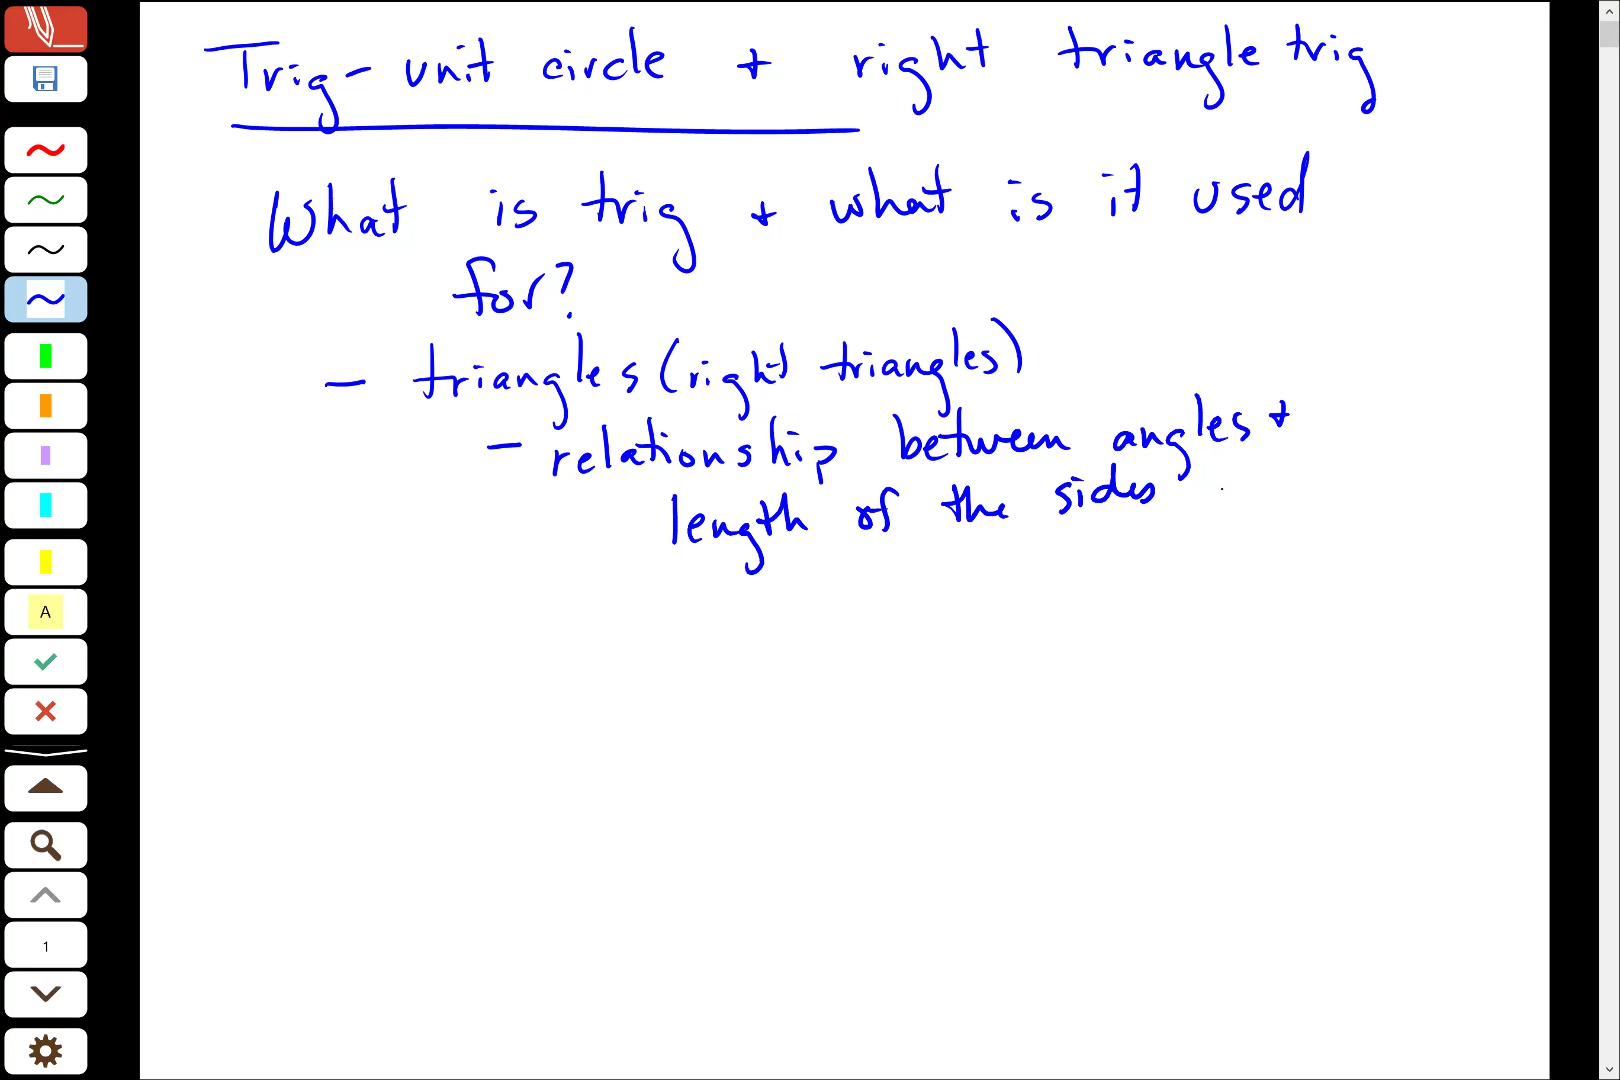 Trig- unit circle + right triangle trig
What is trig + what is it used
for?
- triangles (right triangles)
- relationship between angles +
length of the sides
A
1